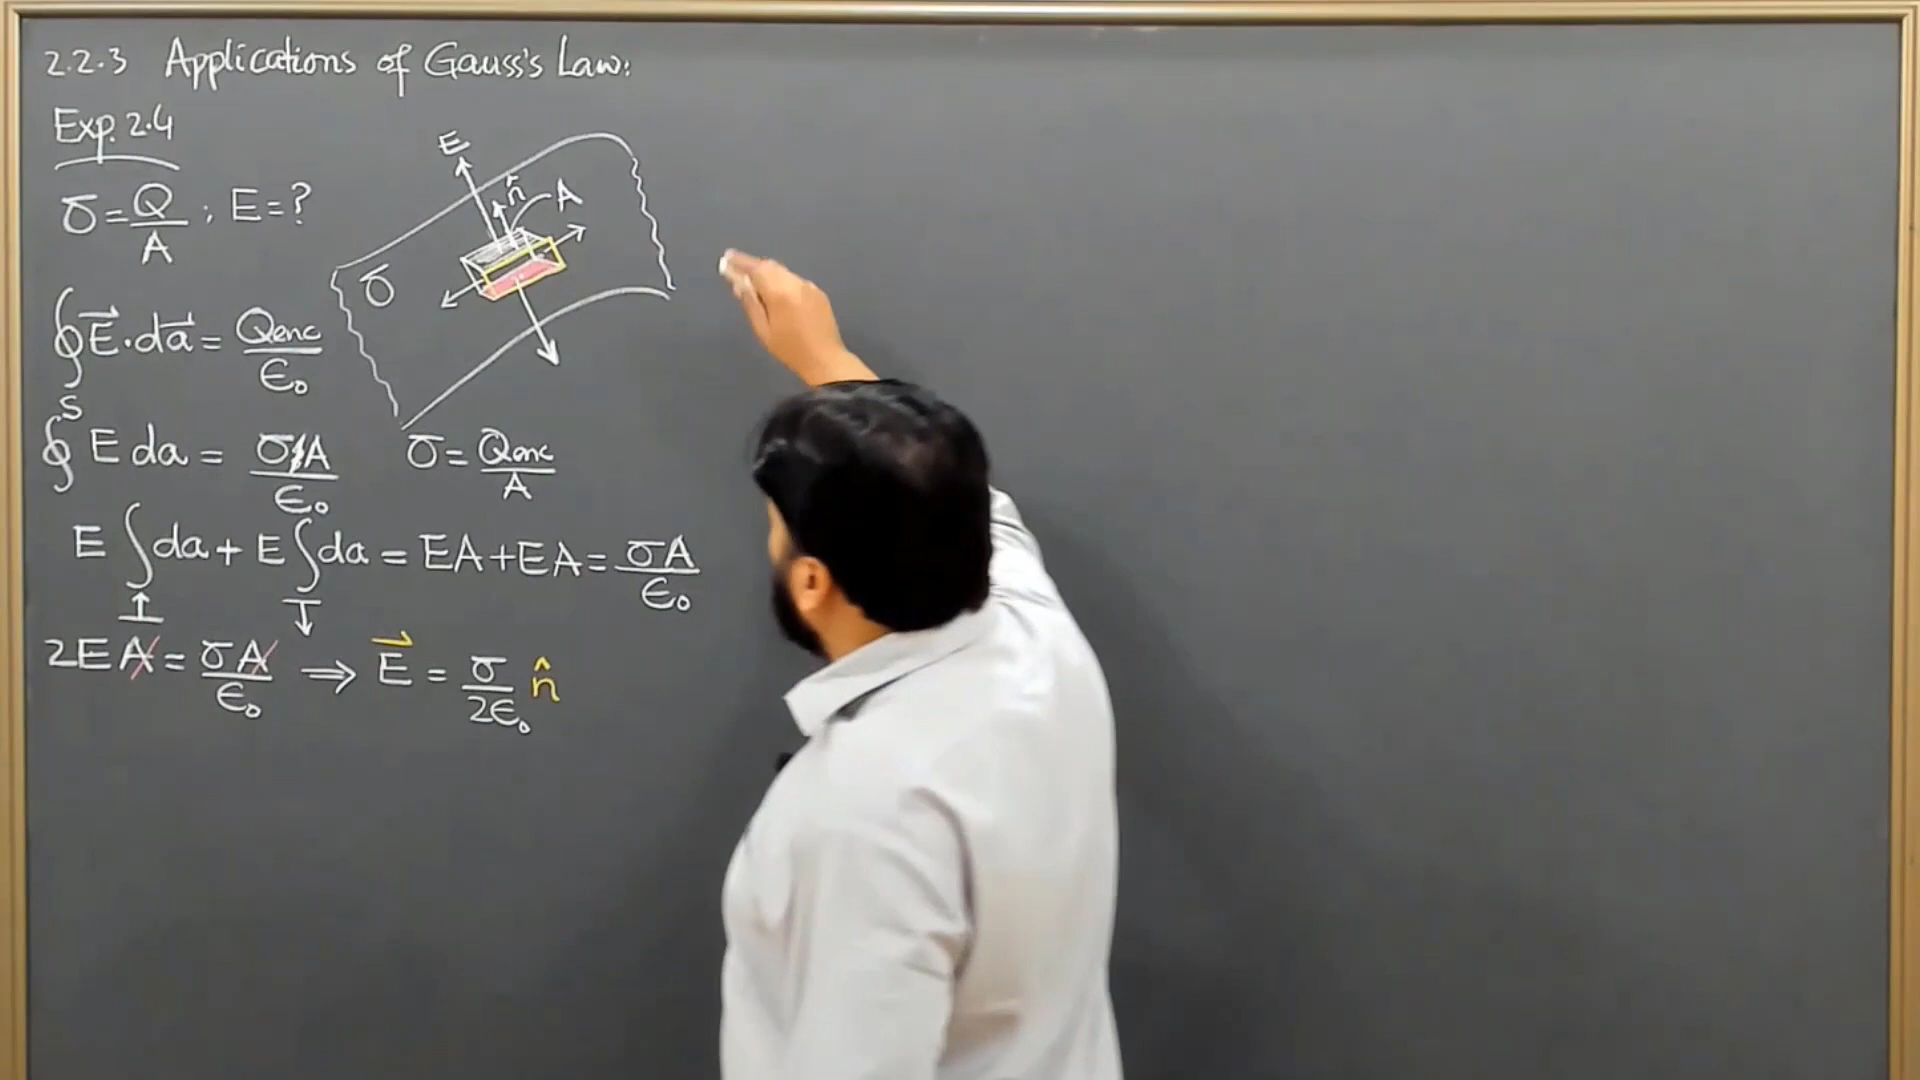 2.2.3 Applications of Gauss's Law:
Exp. 2.4
σ = Q/A ; E = ?
E
n̂
A
σ
∮_S E⃗ · da⃗ = Qenc/ϵ₀
∮ E da = σA/ϵ₀
σ = Qenc/A
E ∫↑ da + E ∫↓ da = EA + EA = σA/ϵ₀
2EA = σA/ϵ₀ ⇒ E⃗ = σ/2ϵ₀ n̂